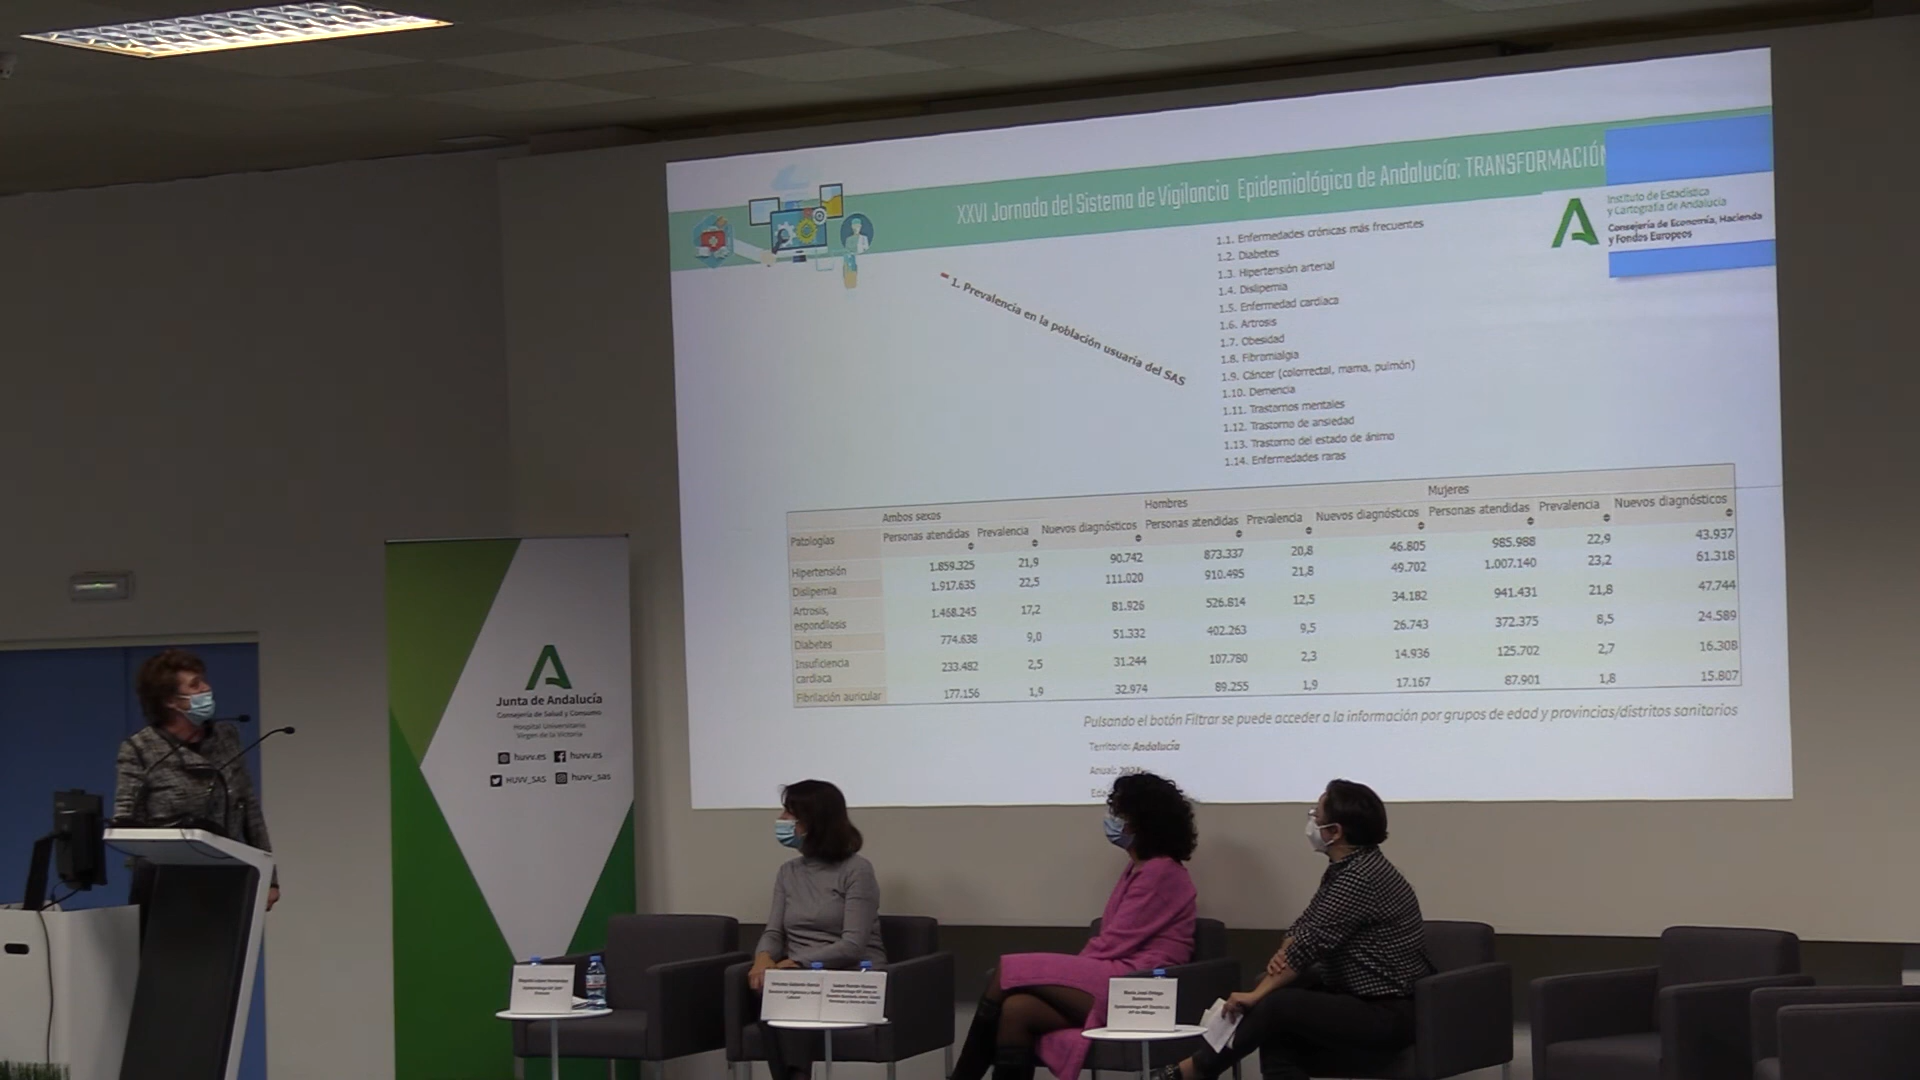 XXVI Jornada del Sistema de Vigilancia Epidemiológica de Andalucía: TRANSFORMACIÓN
Instituto de Estadística
y Cartografía de Andalucía
Consejería de Economía, Hacienda
y Fondos Europeos
1. Prevalencia en la población usuaria del SAS
1.1. Enfermedades crónicas más frecuentes
1.2. Diabetes
1.3. Hipertensión arterial
1.4. Dislipemia
1.5. Enfermedad cardíaca
1.6. Artrosis
1.7. Obesidad
1.8. Fibromialgia
1.9. Cáncer (colorrectal, mama, pulmón)
1.10. Demencia
1.11. Trastornos mentales
1.12. Trastorno de ansiedad
1.13. Trastorno del estado de ánimo
1.14. Enfermedades raras
Ambos sexos Hombres Mujeres
Patologías Personas atendidas Prevalencia Nuevos diagnósticos Personas atendidas Prevalencia Nuevos diagnósticos Personas atendidas Prevalencia Nuevos diagnósticos
Hipertensión 1.859.325 21,9 90.742 873.337 20,8 46.805 985.988 22,9 43.937
Dislipemia 1.917.635 22,5 111.020 910.495 21,8 49.702 1.007.140 23,2 61.318
Artrosis,
espondilosis 1.468.245 17,2 81.926 526.814 12,5 34.182 941.431 21,8 47.744
Diabetes 774.638 9,0 51.332 402.263 9,5 26.743 372.375 8,5 24.589
Insuficiencia
cardíaca 233.482 2,5 31.244 107.780 2,3 14.936 125.702 2,7 16.308
Fibrilación auricular 177.156 1,9 32.974 89.255 1,9 17.167 87.901 1,8 15.807
Pulsando el botón Filtrar se puede acceder a la información por grupos de edad y provincias/distritos sanitarios
Territorio: Andalucía
Anual:
Junta de Andalucía
Consejería de Salud y Consumo
Hospital Universitario
Virgen de la Victoria
huvv.es huvv.es
HUVV_SAS huvv_sas